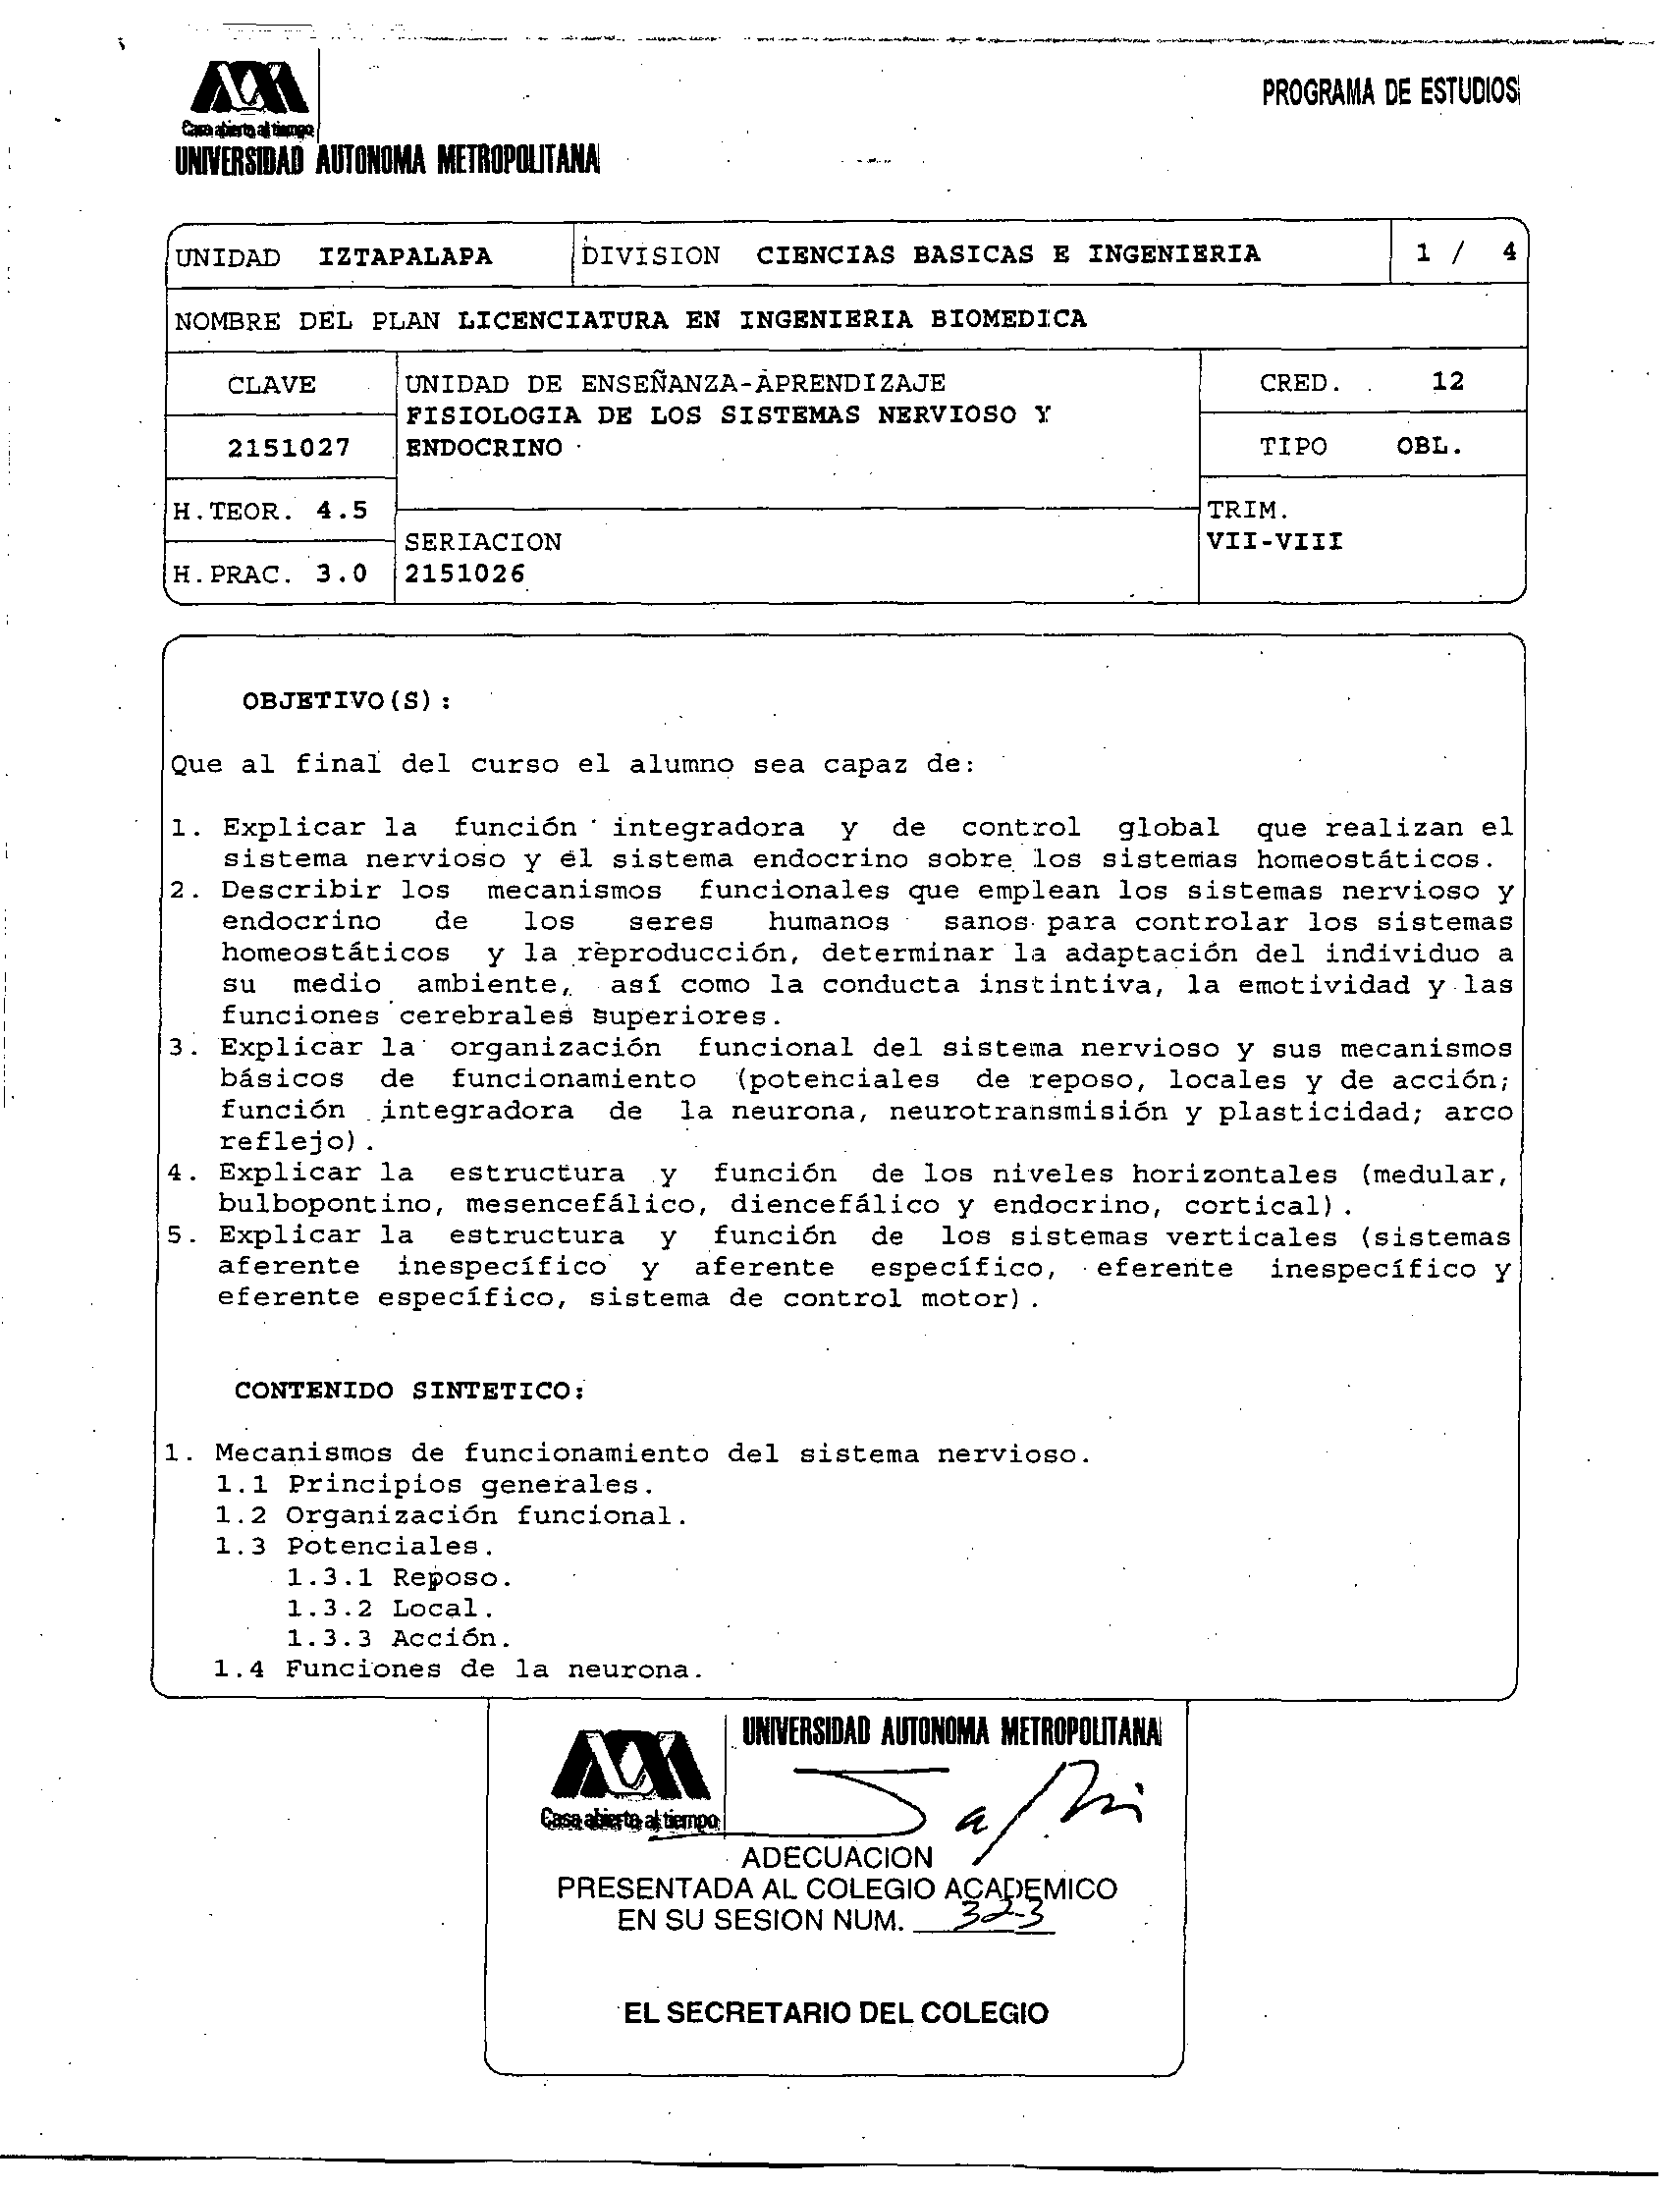 PROGRAMA DE ESTUDIOS
Casa abierta al tiempo
UNIVERSIDAD AUTONOMA METROPOLITANA
UNIDAD IZTAPALAPA DIVISION CIENCIAS BASICAS E INGENIERIA 1 / 4
NOMBRE DEL PLAN LICENCIATURA EN INGENIERIA BIOMEDICA
CLAVE UNIDAD DE ENSEÑANZA-APRENDIZAJE CRED. 12
FISIOLOGIA DE LOS SISTEMAS NERVIOSO Y
2151027 ENDOCRINO TIPO OBL.
H.TEOR. 4.5 TRIM.
SERIACION VII-VIII
H.PRAC. 3.0 2151026
OBJETIVO(S):
Que al final del curso el alumno sea capaz de:
1. Explicar la función integradora y de control global que realizan el
sistema nervioso y el sistema endocrino sobre los sistemas homeostáticos.
2. Describir los mecanismos funcionales que emplean los sistemas nervioso y
endocrino de los seres humanos sanos para controlar los sistemas
homeostáticos y la reproducción, determinar la adaptación del individuo a
su medio ambiente, así como la conducta instintiva, la emotividad y las
funciones cerebrales superiores.
3. Explicar la organización funcional del sistema nervioso y sus mecanismos
básicos de funcionamiento (potenciales de reposo, locales y de acción;
función integradora de la neurona, neurotransmisión y plasticidad; arco
reflejo).
4. Explicar la estructura y función de los niveles horizontales (medular,
bulbopontino, mesencefálico, diencefálico y endocrino, cortical).
5. Explicar la estructura y función de los sistemas verticales (sistemas
aferente inespecífico y aferente específico, eferente inespecífico y
eferente específico, sistema de control motor).
CONTENIDO SINTETICO:
1. Mecanismos de funcionamiento del sistema nervioso.
1.1 Principios generales.
1.2 Organización funcional.
1.3 Potenciales.
1.3.1 Reposo.
1.3.2 Local.
1.3.3 Acción.
1.4 Funciones de la neurona.
UNIVERSIDAD AUTONOMA METROPOLITANA
Casa abierta al tiempo
ADECUACION
PRESENTADA AL COLEGIO ACADEMICO
EN SU SESION NUM. 323
EL SECRETARIO DEL COLEGIO